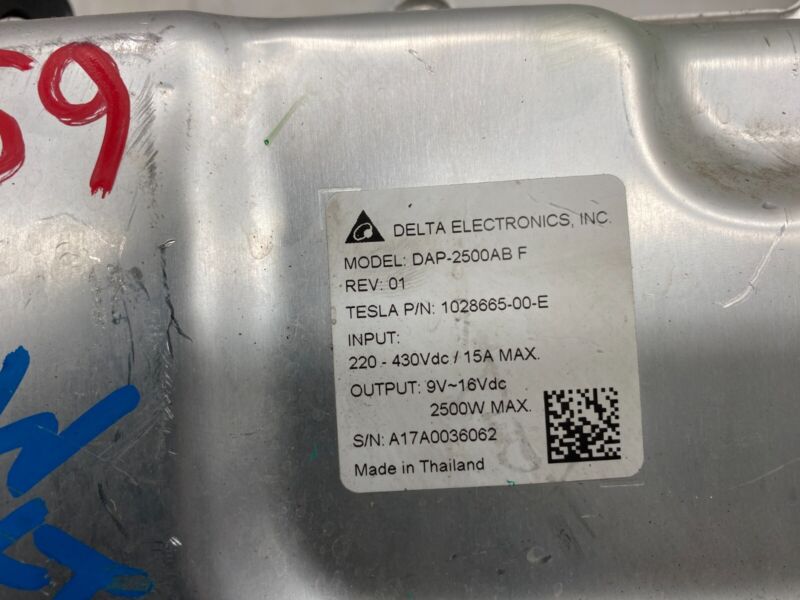 59
DELTA ELECTRONICS, INC.
MODEL: DAP-2500AB F
REV: 01
TESLA P/N: 1028665-00-E
INPUT:
220 - 430Vdc / 15A MAX.
OUTPUT: 9V~16Vdc
2500W MAX.
S/N: A17A0036062
Made in Thailand